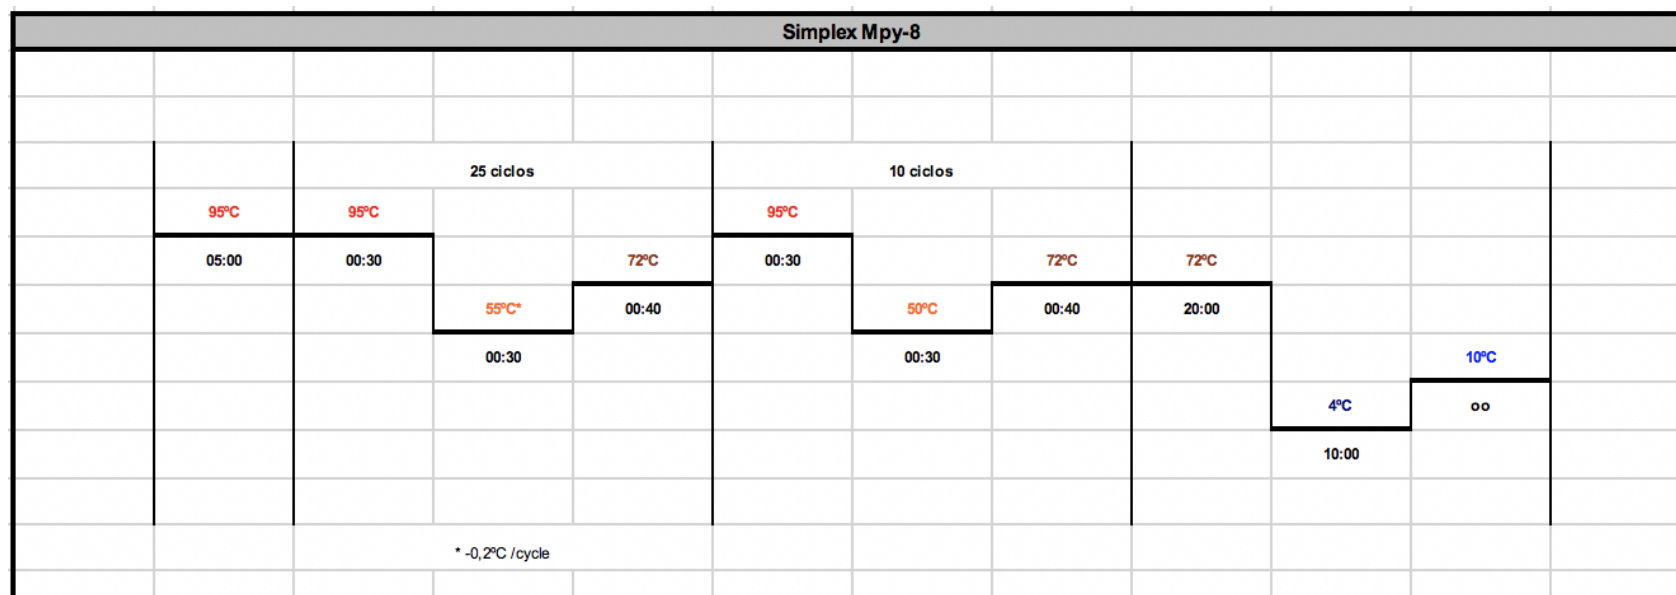 Simplex Mpy-8
25 ciclos 10 ciclos
95ºC 95ºC 95ºC
05:00 00:30 72ºC 00:30 72ºC 72ºC
55ºC* 00:40 50ºC 00:40 20:00
00:30 00:30 10ºC
4ºC oo
10:00
* -0,2ºC /cycle